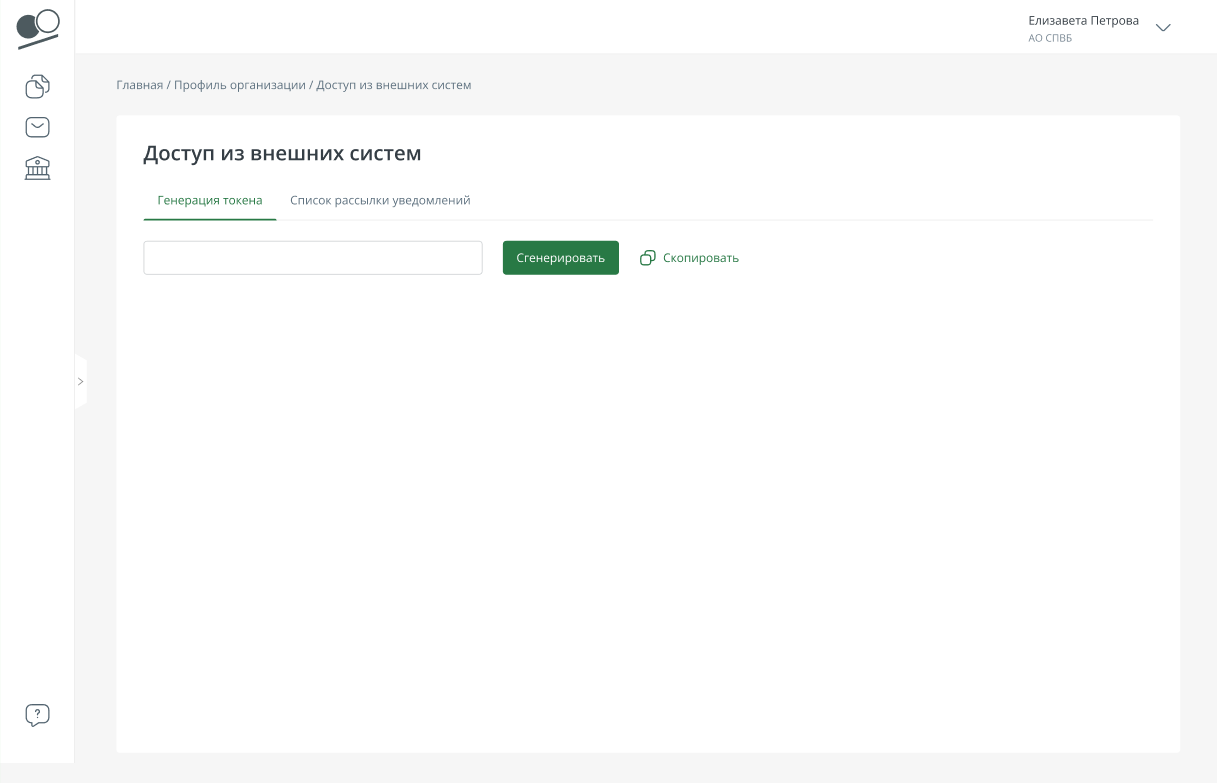 Елизавета Петрова
АО СПВБ
Главная / Профиль организации / Доступ из внешних систем
Доступ из внешних систем
Генерация токена Список рассылки уведомлений
Сгенерировать Скопировать
?